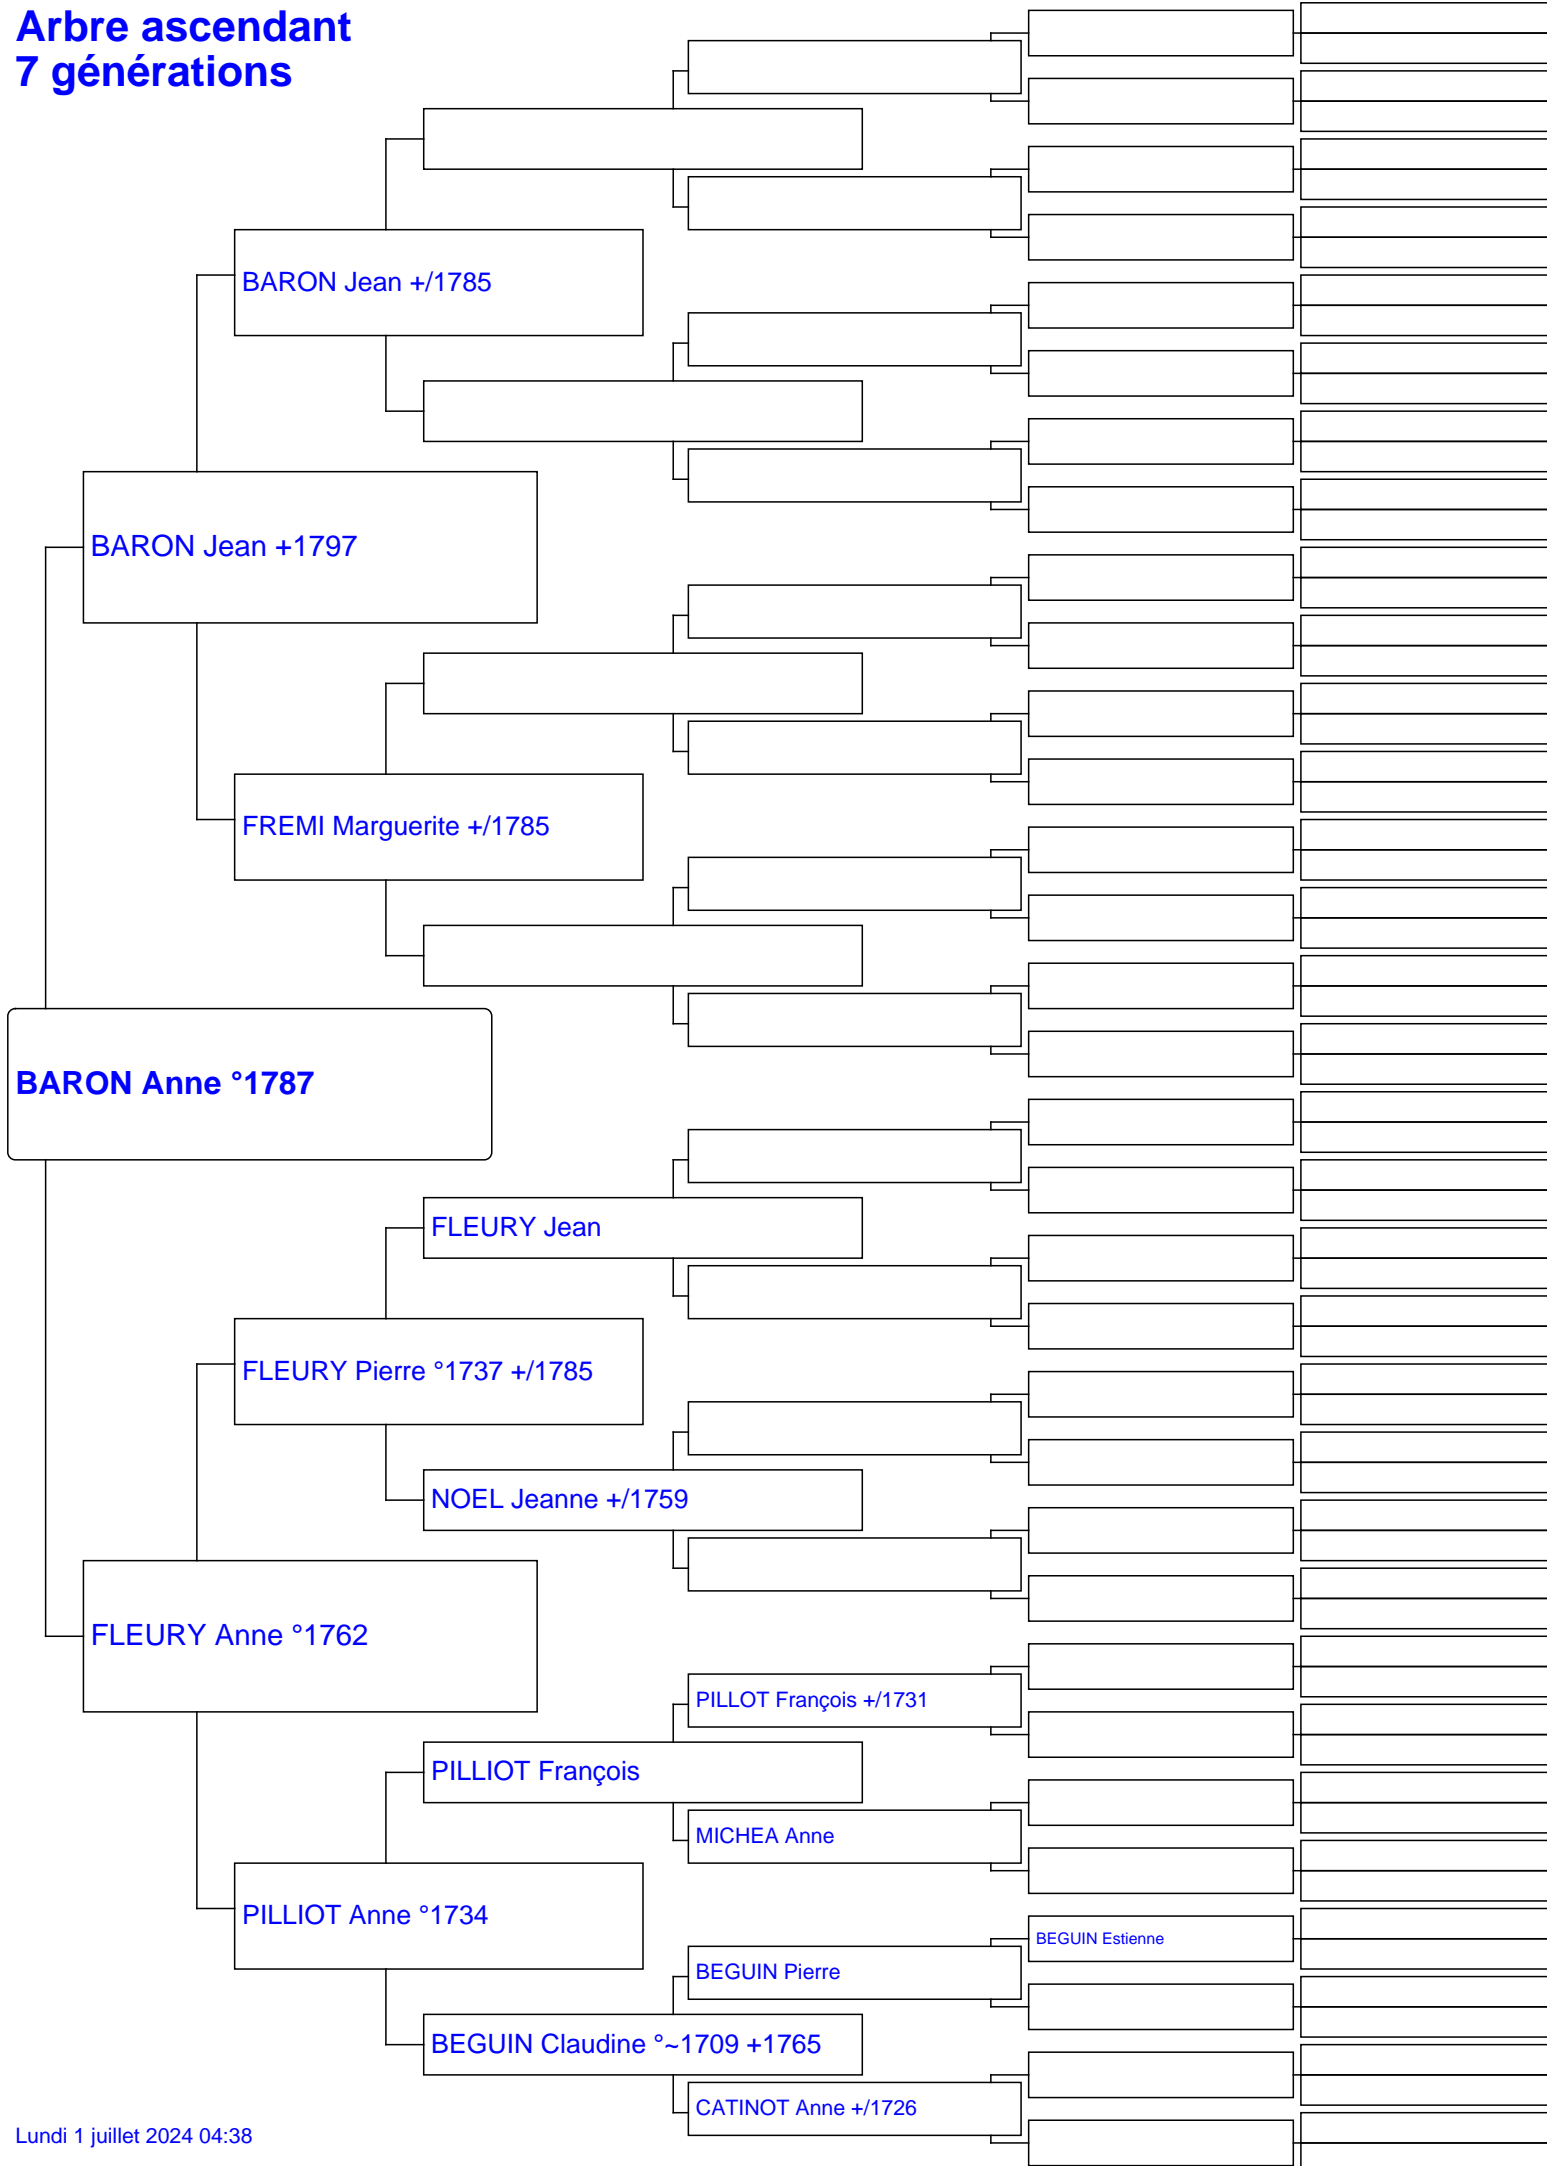 Arbre ascendant
7 générations
BARON Jean +/1785
BARON Jean +1797
FREMI Marguerite +/1785
BARON Anne °1787
FLEURY Jean
FLEURY Pierre °1737 +/1785
NOEL Jeanne +/1759
FLEURY Anne °1762
PILLOT François +/1731
PILLIOT François
MICHEA Anne
PILLIOT Anne °1734
BEGUIN Estienne
BEGUIN Pierre
BEGUIN Claudine °~1709 +1765
CATINOT Anne +/1726
Lundi 1 juillet 2024 04:38